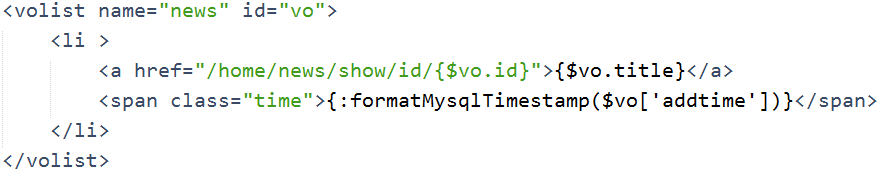 <volist name="news" id="vo">
    <li >
        <a href="/home/news/show/id/{$vo.id}">{$vo.title}</a>
        <span class="time">{:formatMysqlTimestamp($vo['addtime'])}</span>
    </li>
</volist>